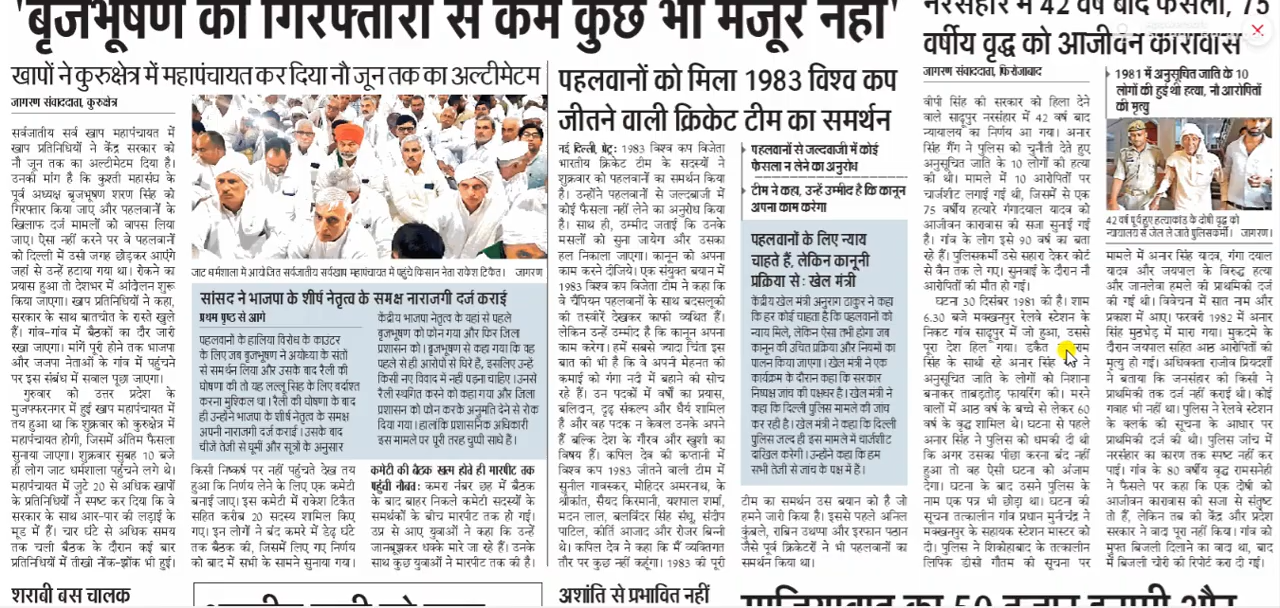 'बृजभूषण की गिरफ्तारी से कम कुछ भी मंजूर नहीं'
खापों ने कुरुक्षेत्र में महापंचायत कर दिया नौ जून तक का अल्टीमेटम
जागरण संवाददाता, कुरुक्षेत्र
सर्वजातीय सर्व खाप महापंचायत में
खाप प्रतिनिधियों ने केंद्र सरकार को
नौ जून तक का अल्टीमेटम दिया है।
उनकी मांग है कि कुश्ती महासंघ के
पूर्व अध्यक्ष बृजभूषण शरण सिंह को
गिरफ्तार किया जाए और पहलवानों के
खिलाफ दर्ज मामलों को वापस लिया
जाए। ऐसा नहीं करने पर वे पहलवानों
को दिल्ली में उसी जगह छोड़कर आएंगे
जहां से उन्हें हटाया गया था। रोकने का
प्रयास हुआ तो देशभर में आंदोलन शुरू
किया जाएगा। खाप प्रतिनिधियों ने कहा,
सरकार के साथ बातचीत के रास्ते खुले
हैं। गांव-गांव में बैठकों का दौर जारी
रखा जाएगा। मांगें पूरी होने तक भाजपा
और जजपा नेताओं के गांव में पहुंचने
पर इस संबंध में सवाल पूछा जाएगा।
गुरुवार को उत्तर प्रदेश के
मुजफ्फरनगर में हुई खाप महापंचायत में
तय हुआ था कि शुक्रवार को कुरुक्षेत्र में
महापंचायत होगी, जिसमें अंतिम फैसला
सुनाया जाएगा। शुक्रवार सुबह 10 बजे
ही लोग जाट धर्मशाला पहुंचने लगे थे।
महापंचायत में जुटे 20 से अधिक खापों
के प्रतिनिधियों ने स्पष्ट कर दिया कि वे
सरकार के साथ आर-पार की लड़ाई के
मूड में हैं। चार घंटे से अधिक समय
तक चली बैठक के दौरान कई बार
प्रतिनिधियों में तीखी नोंक-झोंक भी हुई।
जाट धर्मशाला में आयोजित सर्वजातीय सर्वखाप महापंचायत में पहुंचे किसान नेता राकेश टिकैत। जागरण
सांसद ने भाजपा के शीर्ष नेतृत्व के समक्ष नाराजगी दर्ज कराई
प्रथम पृष्ठ से आगे
पहलवानों के हालिया विरोध के काउंटर
के लिए जब बृजभूषण ने अयोध्या के संतों
से समर्थन लिया और उसके बाद रैली की
घोषणा की तो यह लल्लू सिंह के लिए बर्दाश्त
करना मुश्किल था। रैली की घोषणा के बाद
ही उन्होंने भाजपा के शीर्ष नेतृत्व के समक्ष
अपनी नाराजगी दर्ज कराई। उसके बाद
चीजें तेजी से घूमी और सूत्रों के अनुसार
केंद्रीय भाजपा नेतृत्व के यहां से पहले
बृजभूषण को फोन गया और फिर जिला
प्रशासन को। बृजभूषण से कहा गया कि वह
पहले से ही आरोपों से घिरे हैं, इसलिए उन्हें
किसी नए विवाद में नहीं पड़ना चाहिए। उनसे
रैली स्थगित करने को कहा गया और जिला
प्रशासन को फोन करके अनुमति देने से रोक
दिया गया। हालांकि प्रशासनिक अधिकारी
इस मामले पर पूरी तरह चुप्पी साधे हैं।
किसी निष्कर्ष पर नहीं पहुंचते देख तय
हुआ कि निर्णय लेने के लिए एक कमेटी
बनाई जाए। इस कमेटी में राकेश टिकैत
सहित करीब 20 सदस्य शामिल किए
गए। इन लोगों ने बंद कमरे में डेढ़ घंटे
तक बैठक की, जिसमें लिए गए निर्णय
को बाद में सभी के सामने सुनाया गया।
कमेटी की बैठक खत्म होते ही मारपीट तक
पहुंची नौबत: कमरा नंबर छह में बैठक
के बाद बाहर निकले कमेटी सदस्यों के
समर्थकों के बीच मारपीट तक हो गई।
उप्र से आए युवाओं ने कहा कि उन्हें
जानबूझकर धक्के मारे जा रहे हैं। उनके
साथ कुछ युवाओं ने मारपीट तक की है।
पहलवानों को मिला 1983 विश्व कप
जीतने वाली क्रिकेट टीम का समर्थन
नई दिल्ली, प्रेट्र: 1983 विश्व कप विजेता
भारतीय क्रिकेट टीम के सदस्यों ने
शुक्रवार को पहलवानों का समर्थन किया
है। उन्होंने पहलवानों से जल्दबाजी में
कोई फैसला नहीं लेने का अनुरोध किया
है। साथ ही, उम्मीद जताई कि उनके
मसलों को सुना जायेगा और उसका
हल निकाला जाएगा। कानून को अपना
काम करने दीजिये। एक संयुक्त बयान में
1983 विश्व कप विजेता टीम ने कहा कि
वे चैंपियन पहलवानों के साथ बदसलूकी
की तस्वीरें देखकर काफी व्यथित हैं।
लेकिन उन्हें उम्मीद है कि कानून अपना
काम करेगा। हमें सबसे ज्यादा चिंता इस
बात की भी है कि वे अपने मेहनत की
कमाई को गंगा नदी में बहाने की सोच
रहे हैं। उन पदकों में वर्षों का प्रयास,
बलिदान, दृढ़ संकल्प और धैर्य शामिल
है और वह पदक न केवल उनके अपने
हैं बल्कि देश के गौरव और खुशी का
विषय हैं। कपिल देव की कप्तानी में
विश्व कप 1983 जीतने वाली टीम में
सुनील गावस्कर, मोहिंदर अमरनाथ, के
श्रीकांत, सैयद किरमानी, यशपाल शर्मा,
मदन लाल, बलविंदर सिंह संधू, संदीप
पाटिल, कीर्ति आजाद और रोजर बिन्नी
थे। कपिल देव ने कहा कि मैं व्यक्तिगत
तौर पर कुछ नहीं कहूंगा। 1983 की पूरी
पहलवानों से जल्दबाजी में कोई
फैसला न लेने का अनुरोध
टीम ने कहा, उन्हें उम्मीद है कि कानून
अपना काम करेगा
पहलवानों के लिए न्याय
चाहते हैं, लेकिन कानूनी
प्रक्रिया से: खेल मंत्री
केंद्रीय खेल मंत्री अनुराग ठाकुर ने कहा
कि हर कोई चाहता है कि पहलवानों को
न्याय मिले, लेकिन ऐसा तभी होगा जब
कानून की उचित प्रक्रिया और नियमों का
पालन किया जाएगा। खेल मंत्री ने एक
कार्यक्रम के दौरान कहा कि सरकार
निष्पक्ष जांच की पक्षधर है। खेल मंत्री ने
कहा कि दिल्ली पुलिस मामले की जांच
कर रही है। खेल मंत्री ने कहा कि दिल्ली
पुलिस जल्द ही इस मामले में चार्जशीट
दाखिल करेगी। उन्होंने कहा कि हम
सभी तेजी से जांच के पक्ष में हैं।
टीम का समर्थन उस बयान को है जो
हमने जारी किया है। इससे पहले अनिल
कुंबले, राबिन उथप्पा और इरफान पठान
जैसे पूर्व क्रिकेटरों ने भी पहलवानों का
समर्थन किया था।
नरसंहार में 42 वर्ष बाद फैसला, 75
वर्षीय वृद्ध को आजीवन कारावास
जागरण संवाददाता, फिरोजाबाद
वीपी सिंह की सरकार को हिला देने
वाले साढूपुर नरसंहार में 42 वर्ष बाद
न्यायालय का निर्णय आ गया। अनार
सिंह गैंग ने पुलिस को चुनौती देते हुए
अनुसूचित जाति के 10 लोगों की हत्या
की थी। मामले में 10 आरोपितों पर
चार्जशीट लगाई गई थी, जिसमें से एक
75 वर्षीय हत्यारे गंगादयाल यादव को
आजीवन कारावास की सजा सुनाई गई
है। गांव के लोग इसे 90 वर्ष का बता
रहे हैं। पुलिसकर्मी उसे सहारा देकर कोर्ट
से वैन तक ले गए। सुनवाई के दौरान नौ
आरोपितों की मौत हो गई।
घटना 30 दिसंबर 1981 की है। शाम
6.30 बजे मक्खनपुर रेलवे स्टेशन के
निकट गांव साढूपुर में जो हुआ, उससे
पूरा देश हिल गया। डकैत
सिंह के साथी रहे अनार सिंह ने
अनुसूचित जाति के लोगों को निशाना
बनाकर ताबड़तोड़ फायरिंग की। मरने
वालों में आठ वर्ष के बच्चे से लेकर 60
वर्ष के वृद्ध शामिल थे। घटना से पहले
अनार सिंह ने पुलिस को धमकी दी थी
कि अगर उसका पीछा करना बंद नहीं
हुआ तो वह ऐसी घटना को अंजाम
देगा। घटना के बाद उसने पुलिस के
नाम एक पत्र भी छोड़ा था। घटना की
सूचना तत्कालीन गांव प्रधान मुनीचंद्र ने
मक्खनपुर के सहायक स्टेशन मास्टर को
दी। पुलिस ने शिकोहाबाद के तत्कालीन
लिपिक डीसी गौतम की सूचना पर
1981 में अनुसूचित जाति के 10
लोगों की हुई थी हत्या, नौ आरोपितों
की मृत्यु
42 वर्ष पूर्व हुए हत्याकांड के दोषी वृद्ध को
न्यायालय से जेल ले जाते पुलिसकर्मी। जागरण
मामले में अनार सिंह, गंगा दयाल
यादव और जयपाल के विरुद्ध हत्या
और जानलेवा हमले की प्राथमिकी दर्ज
की गई थी। विवेचना में सात नाम और
प्रकाश में आए। फरवरी 1982 में अनार
सिंह मुठभेड़ में मारा गया। मुकदमे के
दौरान जयपाल सहित आठ आरोपितों की
मृत्यु हो गई। अधिवक्ता राजीव प्रियदर्शी
ने बताया कि जनसंहार की किसी ने
प्राथमिकी तक दर्ज नहीं कराई थी। कोई
गवाह भी नहीं था। पुलिस ने रेलवे स्टेशन
के क्लर्क की सूचना के आधार पर
प्राथमिकी दर्ज की थी। पुलिस जांच में
नरसंहार का कारण तक स्पष्ट नहीं कर
पाई। गांव के 80 वर्षीय वृद्ध रामसनेही
ने फैसले पर कहा कि एक दोषी की
आजीवन कारावास की सजा से संतुष्ट
तो हैं, लेकिन तब की केंद्र और प्रदेश
सरकार ने वादा पूरा नहीं किया। गांव को
मुफ्त बिजली दिलाने का वादा था, बाद
में बिजली चोरी की रिपोर्ट करा दी गई।
शराबी बस चालक
अशांति से प्रभावित नहीं